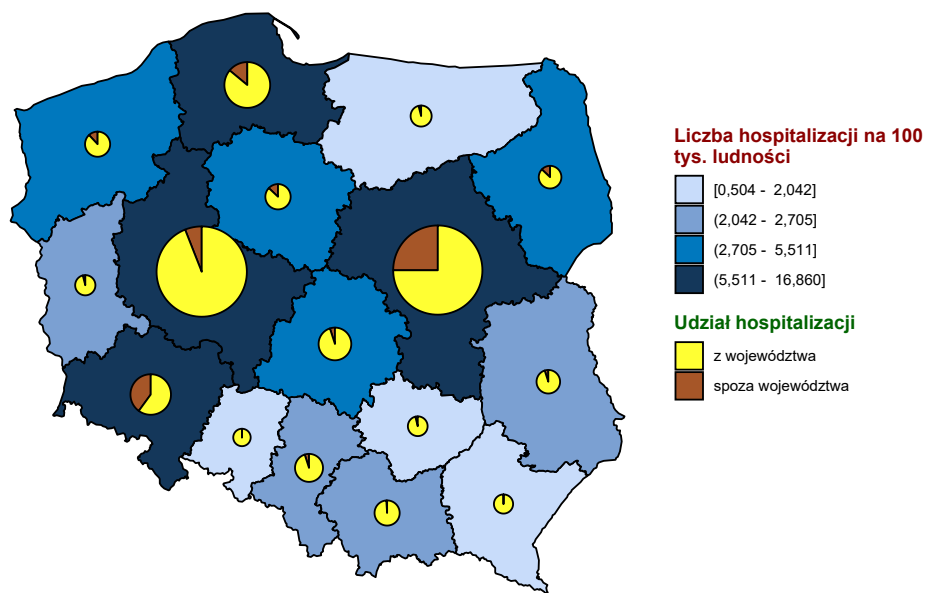 Liczba hospitalizacji na 100
tys. ludności
[0,504 - 2,042]
(2,042 - 2,705]
(2,705 - 5,511]
(5,511 - 16,860]
Udział hospitalizacji
z województwa
spoza województwa